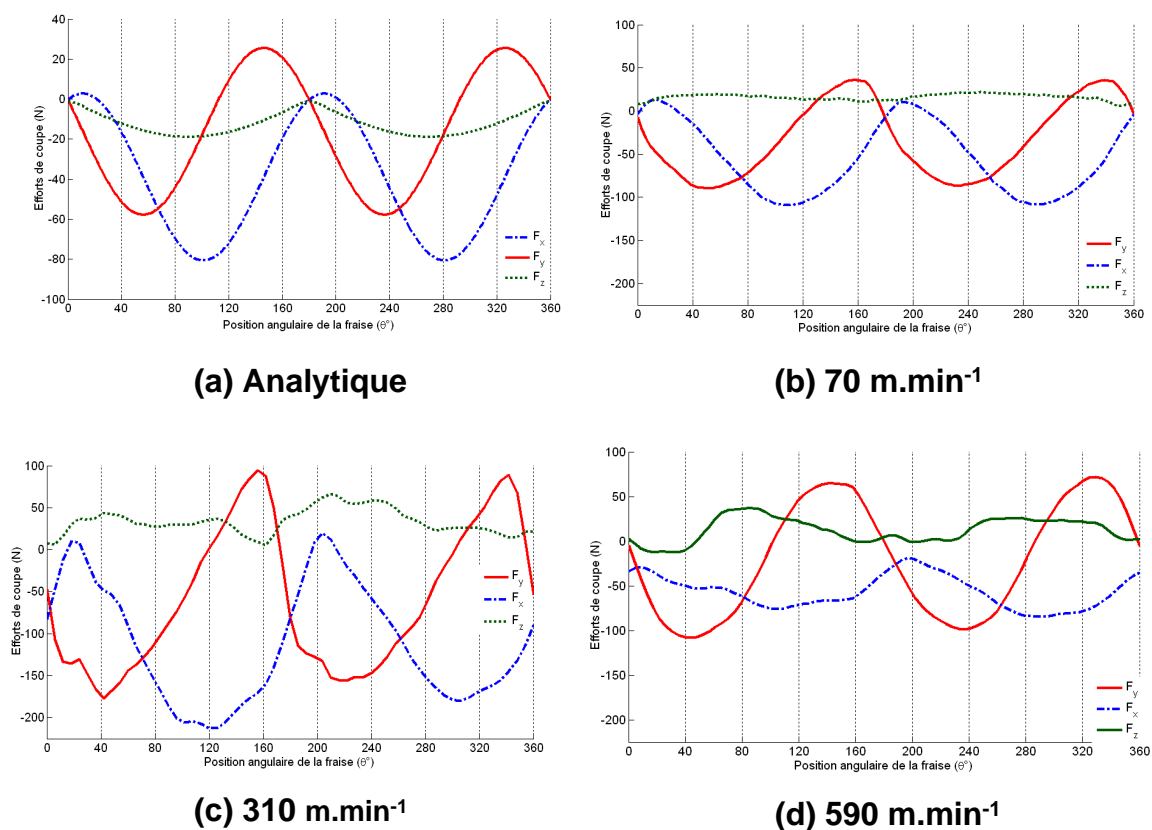 40
20
0
-20
-40
-60
-80
-100
Efforts de coupe (N)
F_x
F_y
F_z
0 40 80 120 160 200 240 280 320 360
Position angulaire de la fraise (θ°)
(a) Analytique
100
50
0
-50
-100
-150
-200
Efforts de coupe (N)
F_y
F_x
F_z
0 40 80 120 160 200 240 280 320 360
Position angulaire de la fraise (θ°)
(b) 70 m.min⁻¹
100
50
0
-50
-100
-150
-200
Efforts de coupe (N)
F_y
F_x
F_z
0 40 80 120 160 200 240 280 320 360
Position angulaire de la fraise (θ°)
(c) 310 m.min⁻¹
100
50
0
-50
-100
-150
-200
Efforts de coupe (N)
F_y
F_x
F_z
0 40 80 120 160 200 240 280 320 360
Position angulaire de la fraise (θ°)
(d) 590 m.min⁻¹